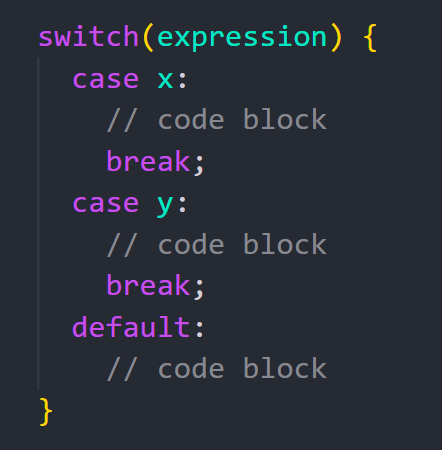 switch(expression) {
  case x:
    // code block
    break;
  case y:
    // code block
    break;
  default:
    // code block
}